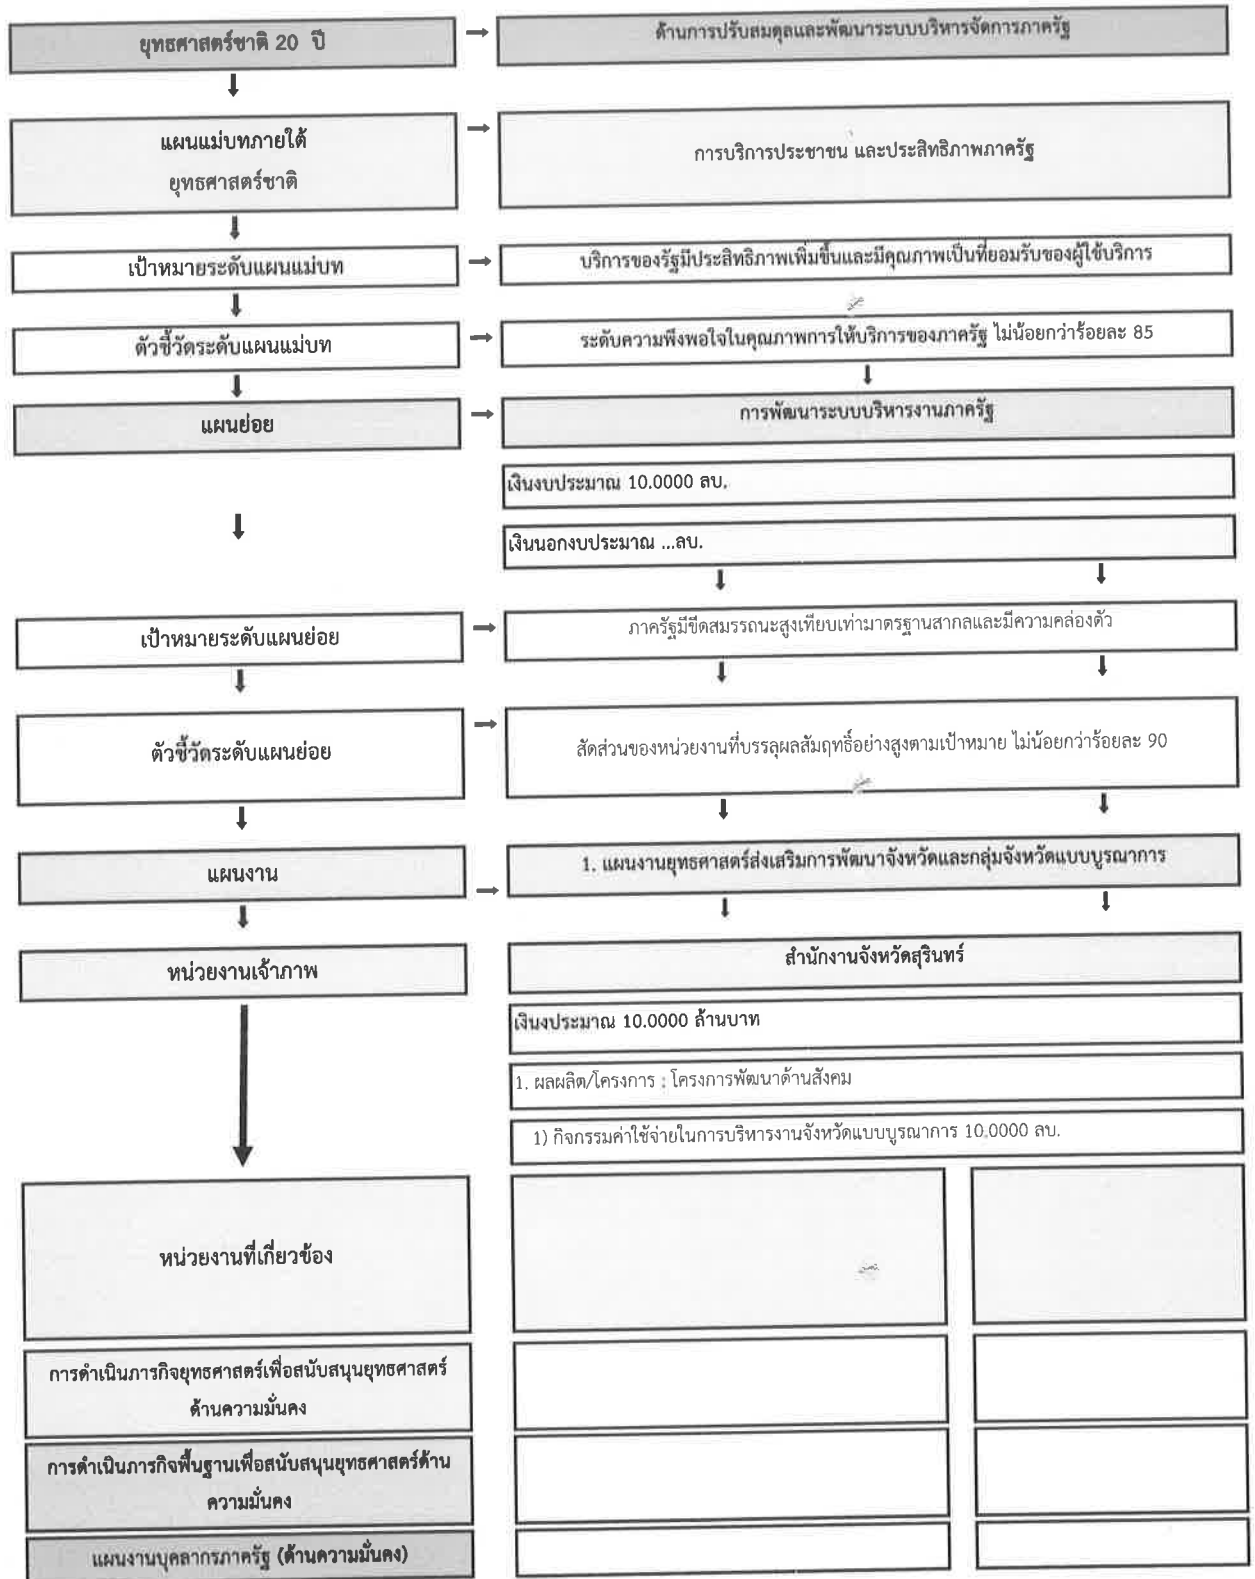 ยุทธศาสตร์ชาติ 20 ปี
ด้านการปรับสมดุลและพัฒนาระบบบริหารจัดการภาครัฐ
แผนแม่บทภายใต้
ยุทธศาสตร์ชาติ
การบริการประชาชน และประสิทธิภาพภาครัฐ
เป้าหมายระดับแผนแม่บท
บริการของรัฐมีประสิทธิภาพเพิ่มขึ้นและมีคุณภาพเป็นที่ยอมรับของผู้ใช้บริการ
ตัวชี้วัดระดับแผนแม่บท
ระดับความพึงพอใจในคุณภาพการให้บริการของภาครัฐ ไม่น้อยกว่าร้อยละ 85
แผนย่อย
การพัฒนาระบบบริหารงานภาครัฐ
เงินงบประมาณ 10.0000 ลบ.
เงินนอกงบประมาณ ...ลบ.
เป้าหมายระดับแผนย่อย
ภาครัฐมีขีดสมรรถนะสูงเทียบเท่ามาตรฐานสากลและมีความคล่องตัว
ตัวชี้วัดระดับแผนย่อย
สัดส่วนของหน่วยงานที่บรรลุผลสัมฤทธิ์อย่างสูงตามเป้าหมาย ไม่น้อยกว่าร้อยละ 90
แผนงาน
1. แผนงานยุทธศาสตร์ส่งเสริมการพัฒนาจังหวัดและกลุ่มจังหวัดแบบบูรณาการ
หน่วยงานเจ้าภาพ
สำนักงานจังหวัดสุรินทร์
เงินงประมาณ 10.0000 ล้านบาท
1. ผลผลิต/โครงการ : โครงการพัฒนาด้านสังคม
1) กิจกรรมค่าใช้จ่ายในการบริหารงานจังหวัดแบบบูรณาการ 10.0000 ลบ.
หน่วยงานที่เกี่ยวข้อง
การดำเนินภารกิจยุทธศาสตร์เพื่อสนับสนุนยุทธศาสตร์
ด้านความมั่นคง
การดำเนินภารกิจพื้นฐานเพื่อสนับสนุนยุทธศาสตร์ด้าน
ความมั่นคง
แผนงานบุคลากรภาครัฐ (ด้านความมั่นคง)